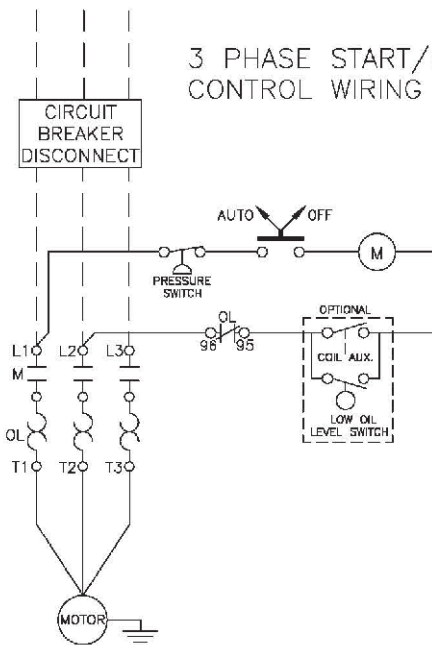 3 PHASE START/
CONTROL WIRING
CIRCUIT
BREAKER
DISCONNECT
AUTO
OFF
M
PRESSURE
SWITCH
OPTIONAL
L1
L2
L3
OL
96
95
COIL AUX.
M
LOW OIL
LEVEL SWITCH
OL
T1
T2
T3
MOTOR